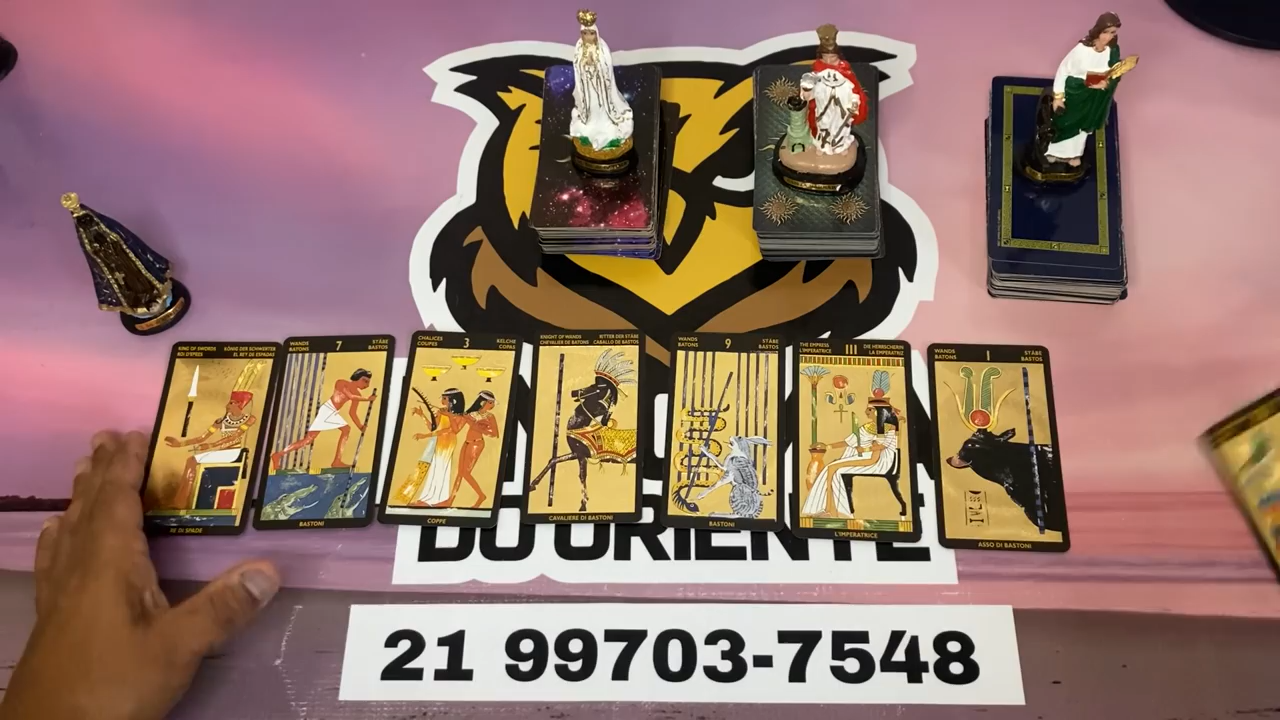 KING OF SWORDS KÖNIG DER SCHWERTER
ROI D'EPEES EL REY DE ESPADAS
RE DI SPADE
WANDS 7 STÄBE
BATONS BASTOS
BASTONI
CHALICES 3 KELCHE
COUPES COPAS
COPPE
KNIGHT OF WANDS RITTER DER STÄBE
CHEVALIER DE BATONS CABALLO DE BASTOS
CAVALIERE DI BASTONI
WANDS 9 STÄBE
BATONS BASTOS
BASTONI
THE EMPRESS III DIE HERRSCHERIN
L'IMPERATRICE LA EMPERATRIZ
L'IMPERATRICE
WANDS 1 STÄBE
BATONS BASTOS
ASSO DI BASTONI
DO ORIENTE
21 99703-7548